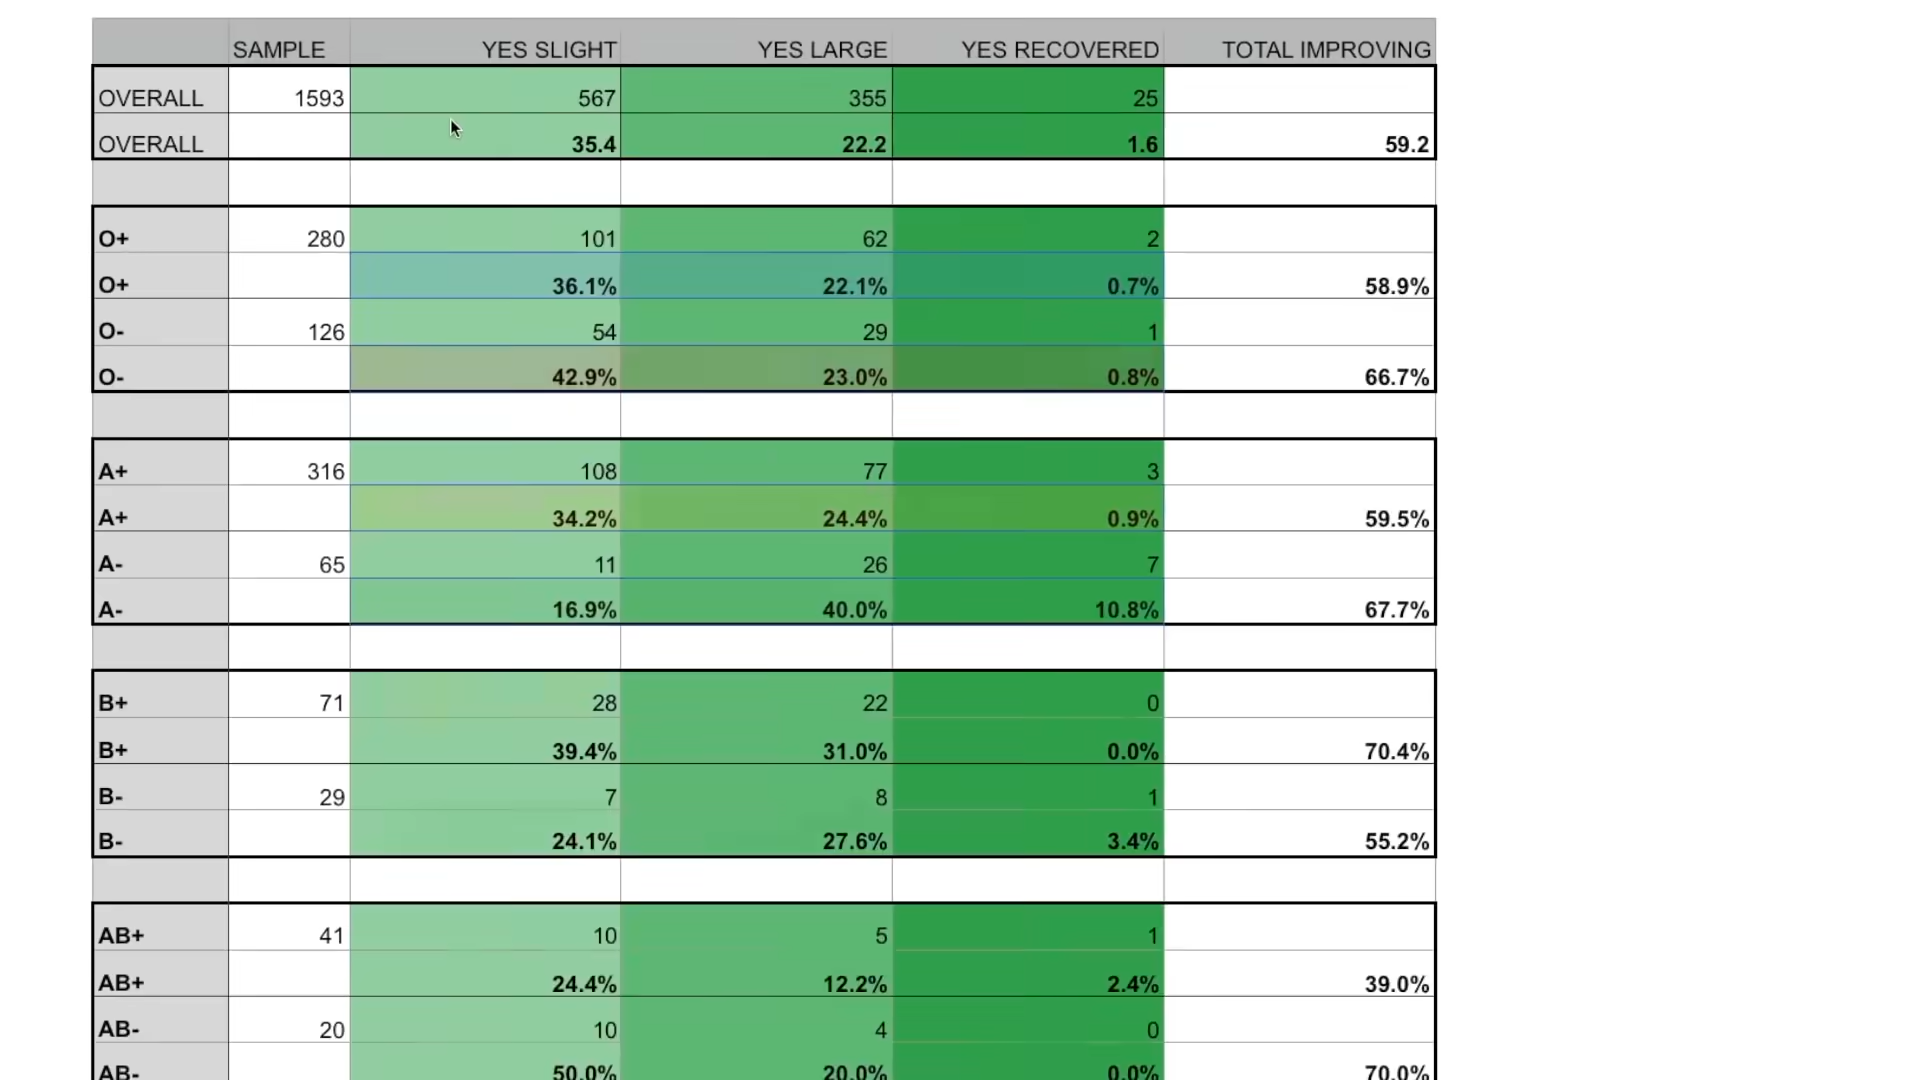 SAMPLE YES SLIGHT YES LARGE YES RECOVERED TOTAL IMPROVING
OVERALL 1593 567 355 25
OVERALL 35.4 22.2 1.6 59.2
O+ 280 101 62 2
O+ 36.1% 22.1% 0.7% 58.9%
O- 126 54 29 1
O- 42.9% 23.0% 0.8% 66.7%
A+ 316 108 77 3
A+ 34.2% 24.4% 0.9% 59.5%
A- 65 11 26 7
A- 16.9% 40.0% 10.8% 67.7%
B+ 71 28 22 0
B+ 39.4% 31.0% 0.0% 70.4%
B- 29 7 8 1
B- 24.1% 27.6% 3.4% 55.2%
AB+ 41 10 5 1
AB+ 24.4% 12.2% 2.4% 39.0%
AB- 20 10 4 0
AB- 50.0% 20.0% 0.0% 70.0%